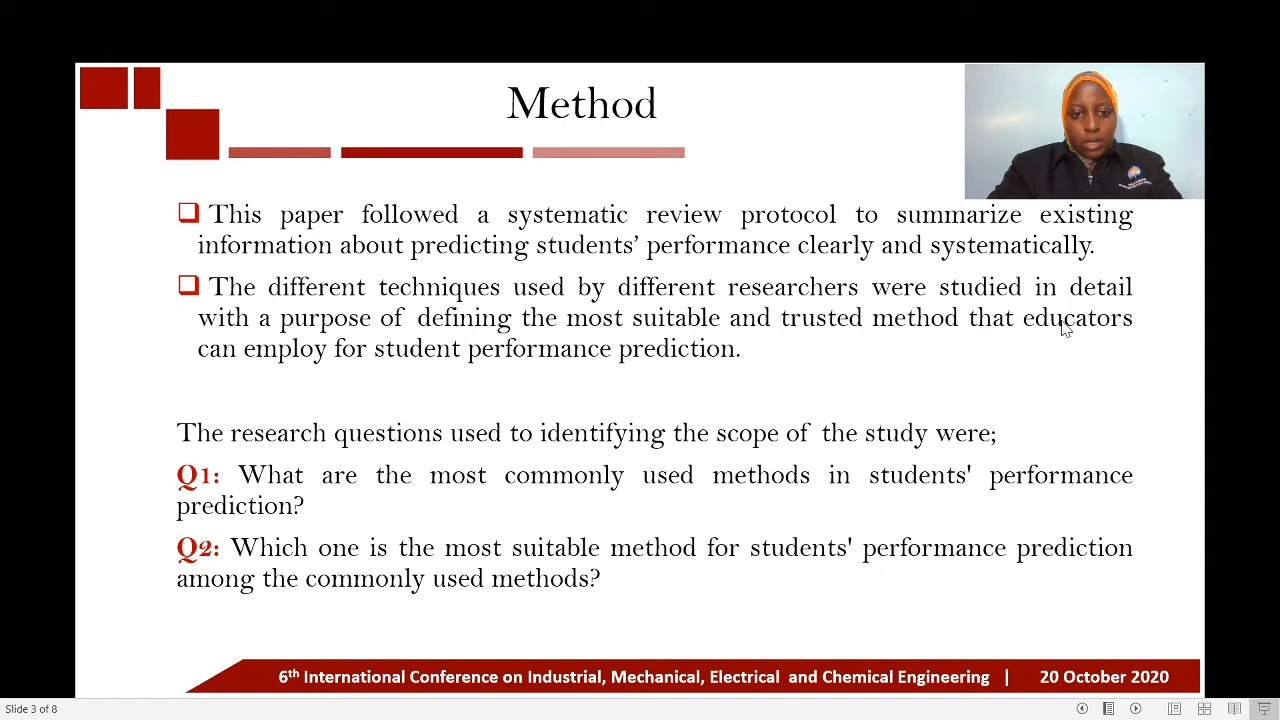 Method
This paper followed a systematic review protocol to summarize existing
information about predicting students’ performance clearly and systematically.
The different techniques used by different researchers were studied in detail
with a purpose of defining the most suitable and trusted method that educators
can employ for student performance prediction.
The research questions used to identifying the scope of the study were;
Q1: What are the most commonly used methods in students' performance
prediction?
Q2: Which one is the most suitable method for students' performance prediction
among the commonly used methods?
6th International Conference on Industrial, Mechanical, Electrical and Chemical Engineering | 20 October 2020
Slide 3 of 8